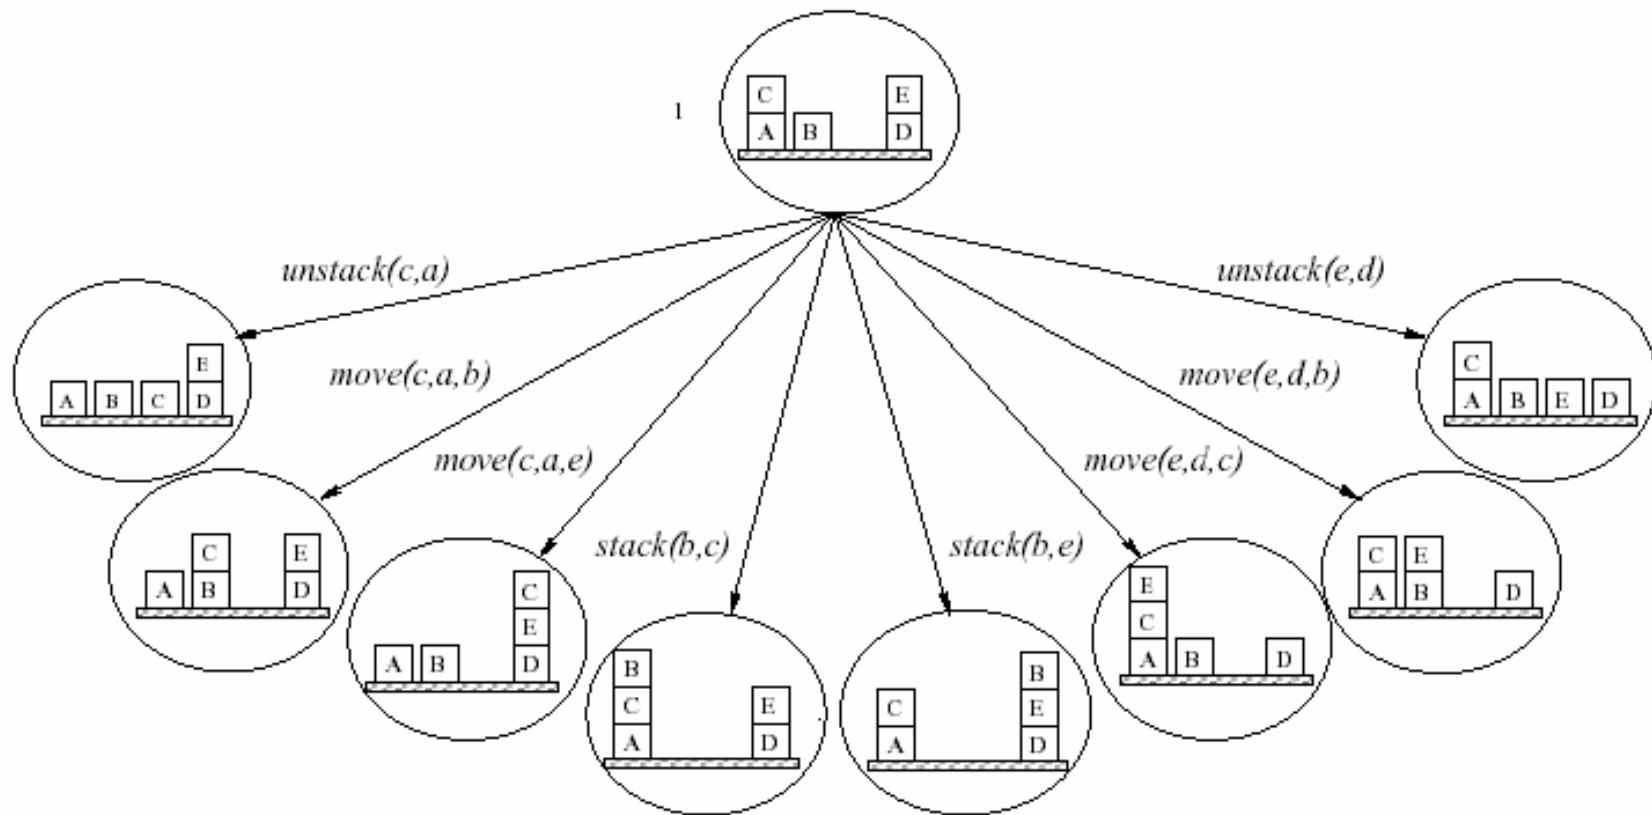 C E
1
A B D
unstack(c,a)
unstack(e,d)
move(c,a,b)
move(e,d,b)
move(c,a,e)
move(e,d,c)
stack(b,c)
stack(b,e)
E
A B C D
C
A B E D
C E
A B D
C
E
A B D
B
C E
A D
B
C E
A D
E
C
A B D
C E
A B D